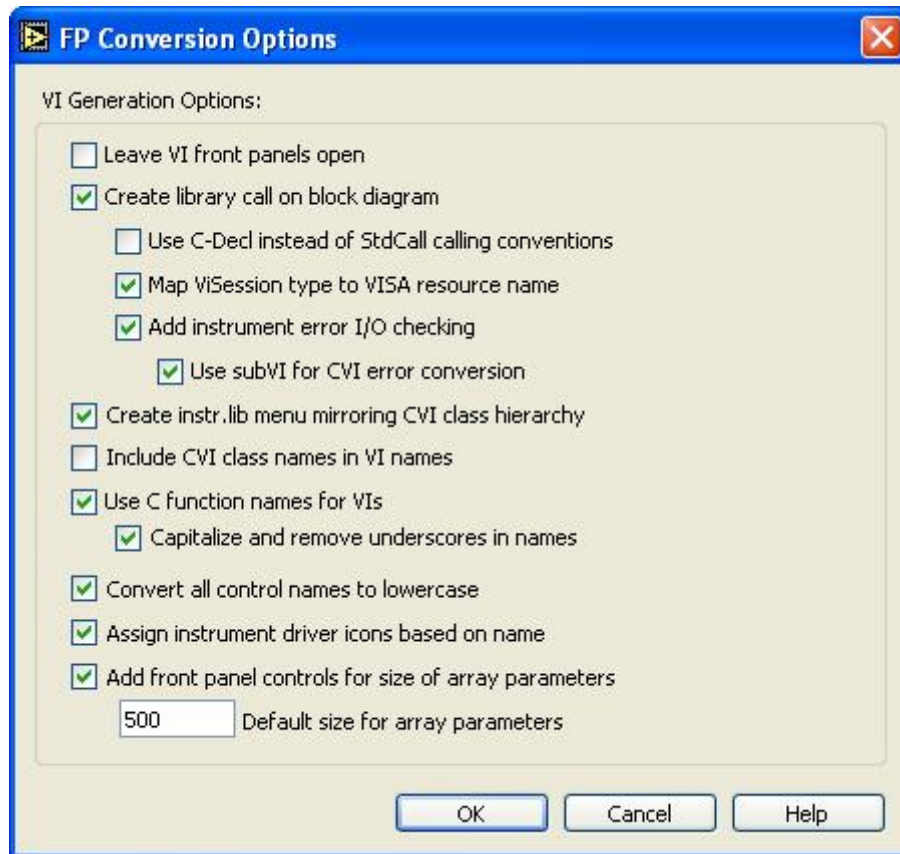 FP Conversion Options
VI Generation Options:
Leave VI front panels open
Create library call on block diagram
Use C-Decl instead of StdCall calling conventions
Map ViSession type to VISA resource name
Add instrument error I/O checking
Use subVI for CVI error conversion
Create instr.lib menu mirroring CVI class hierarchy
Include CVI class names in VI names
Use C function names for VIs
Capitalize and remove underscores in names
Convert all control names to lowercase
Assign instrument driver icons based on name
Add front panel controls for size of array parameters
500 Default size for array parameters
OK Cancel Help